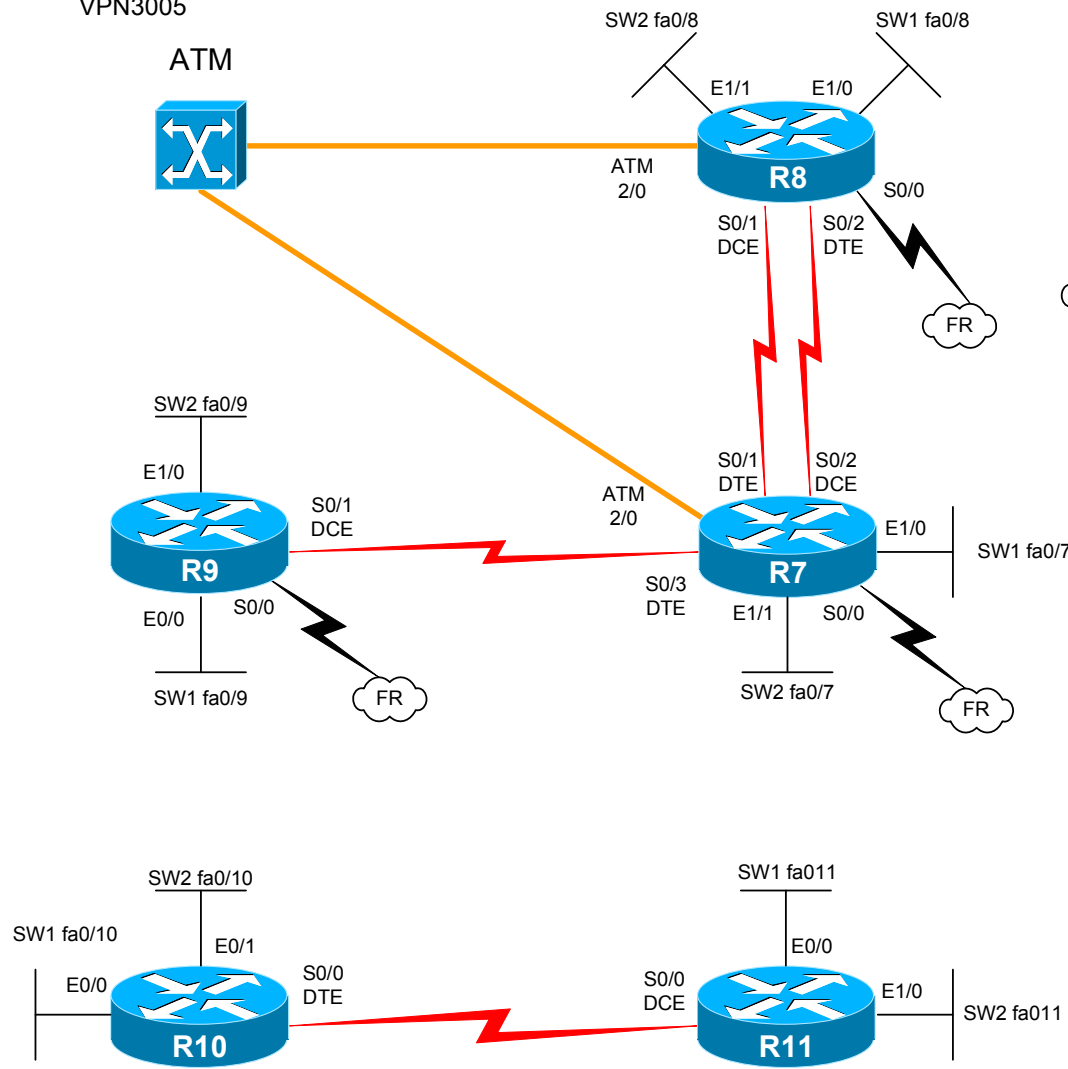 VPN3005
SW2 fa0/8
SW1 fa0/8
ATM
E1/1
E1/0
ATM
2/0
R8
S0/0
S0/1
DCE
S0/2
DTE
FR
SW2 fa0/9
E1/0
S0/1
DTE
S0/2
DCE
ATM
2/0
S0/1
DCE
E1/0
SW1 fa0/7
R9
R7
S0/3
DTE
E0/0
S0/0
E1/1
S0/0
SW1 fa0/9
FR
SW2 fa0/7
FR
SW2 fa0/10
SW1 fa011
SW1 fa0/10
E0/1
E0/0
E0/0
S0/0
DTE
S0/0
DCE
E1/0
SW2 fa011
R10
R11